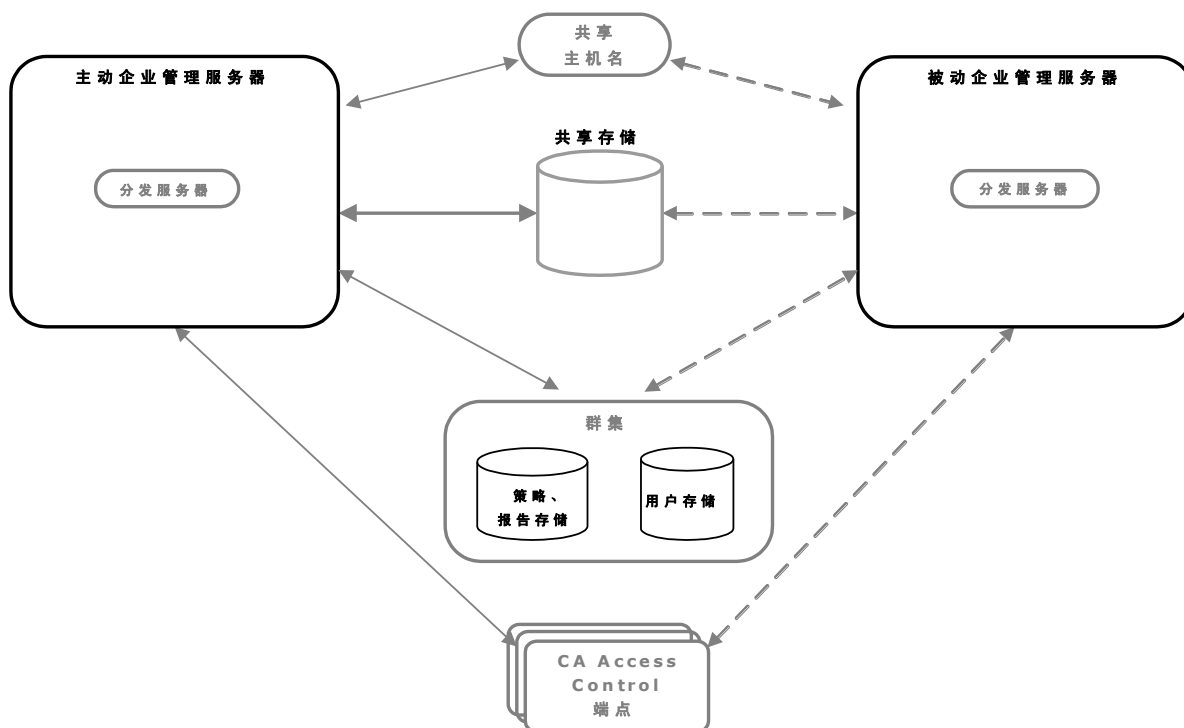 共享
主机名
主动企业管理服务器
被动企业管理服务器
共享存储
分发服务器
分发服务器
群集
策略、
报告存储
用户存储
CA Access
Control
端点